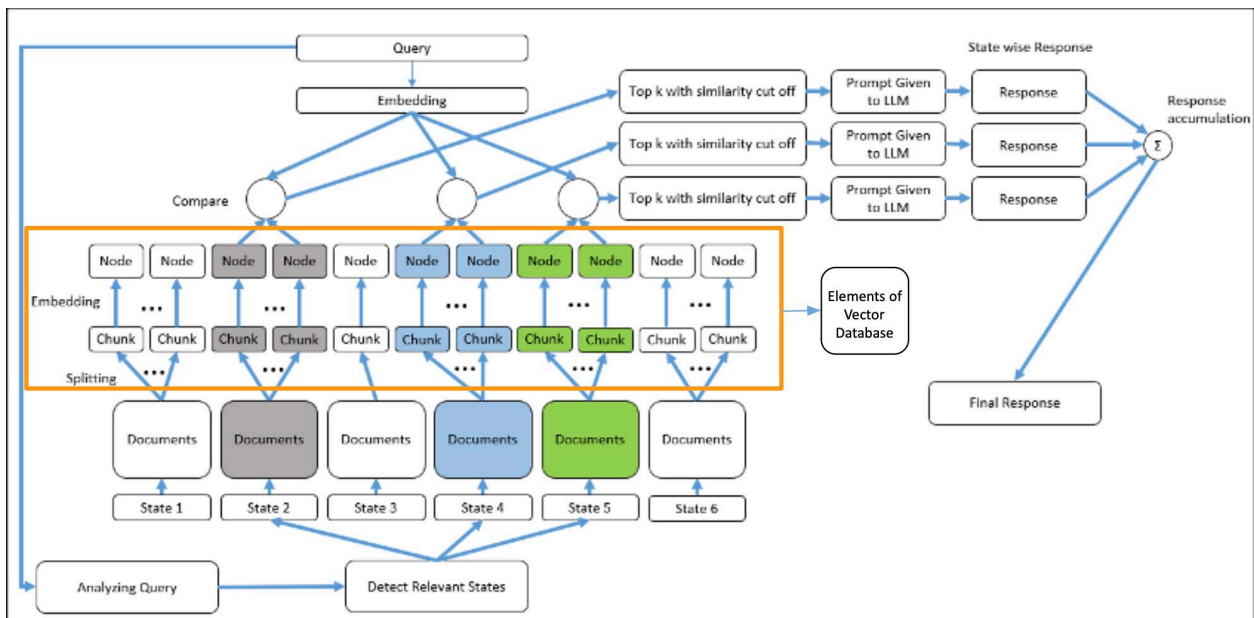 Query
State wise Response
Embedding
Top k with similarity cut off
Prompt Given
to LLM
Response
Response
accumulation
Top k with similarity cut off
Prompt Given
to LLM
Response
Σ
Compare
Top k with similarity cut off
Prompt Given
to LLM
Response
Node Node Node Node Node Node Node Node Node Node Node
Embedding
... ... ... ... ...
Elements of
Vector
Database
Chunk Chunk Chunk Chunk Chunk Chunk Chunk Chunk Chunk Chunk Chunk
Splitting
... ... ... ... ...
Final Response
Documents Documents Documents Documents Documents Documents
State 1 State 2 State 3 State 4 State 5 State 6
Analyzing Query
Detect Relevant States